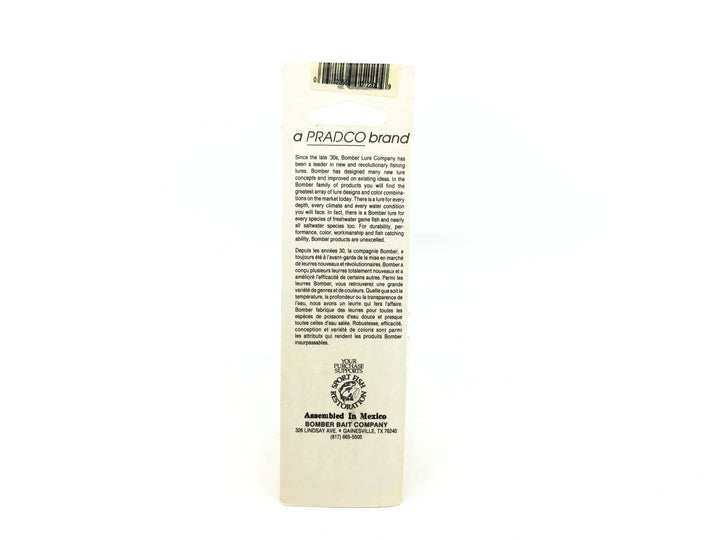 a PRADCO brand
Since the late '30s, Bomber Lure Company has
been a leader in new and revolutionary fishing
lures. Bomber has designed many new lure
concepts and improved on existing ideas. In the
Bomber family of products you will find the
greatest array of lure designs and color combina-
tions on the market today. There is a lure for every
depth, every climate and every water condition
you will face. In fact, there is a Bomber lure for
every species of freshwater game fish and nearly
all saltwater species too. For durability, per-
formance, color, workmanship and fish catching
ability, Bomber products are unexcelled.
Depuis les années 30, la compagnie Bomber, a
toujours été à l'avant-garde de la mise en marché
de leurres nouveaux et révolutionnaires. Bomber a
conçu plusieurs leurres totalement nouveaux et a
amélioré l'efficacité de certains autres. Parmi les
leurres Bomber, vous retrouverez une grande
variété de genres et de couleurs. Quelle que soit la
température, la profondeur ou la transparence de
l'eau, nous avons un leurre qui fera l'affaire.
Bomber fabrique des leurres pour toutes les
espèces de poissons d'eau douce et presque
toutes celles d'eau salée. Robustesse, efficacité,
conception et variété de coloris sont parmi
les attributs qui rendent les produits Bomber
insurpassables.
YOUR
PURCHASE
SUPPORTS
SPORT FISH
RESTORATION
Assembled In Mexico
BOMBER BAIT COMPANY
326 LINDSAY AVE. • GAINESVILLE, TX 76240
(817) 665-5505